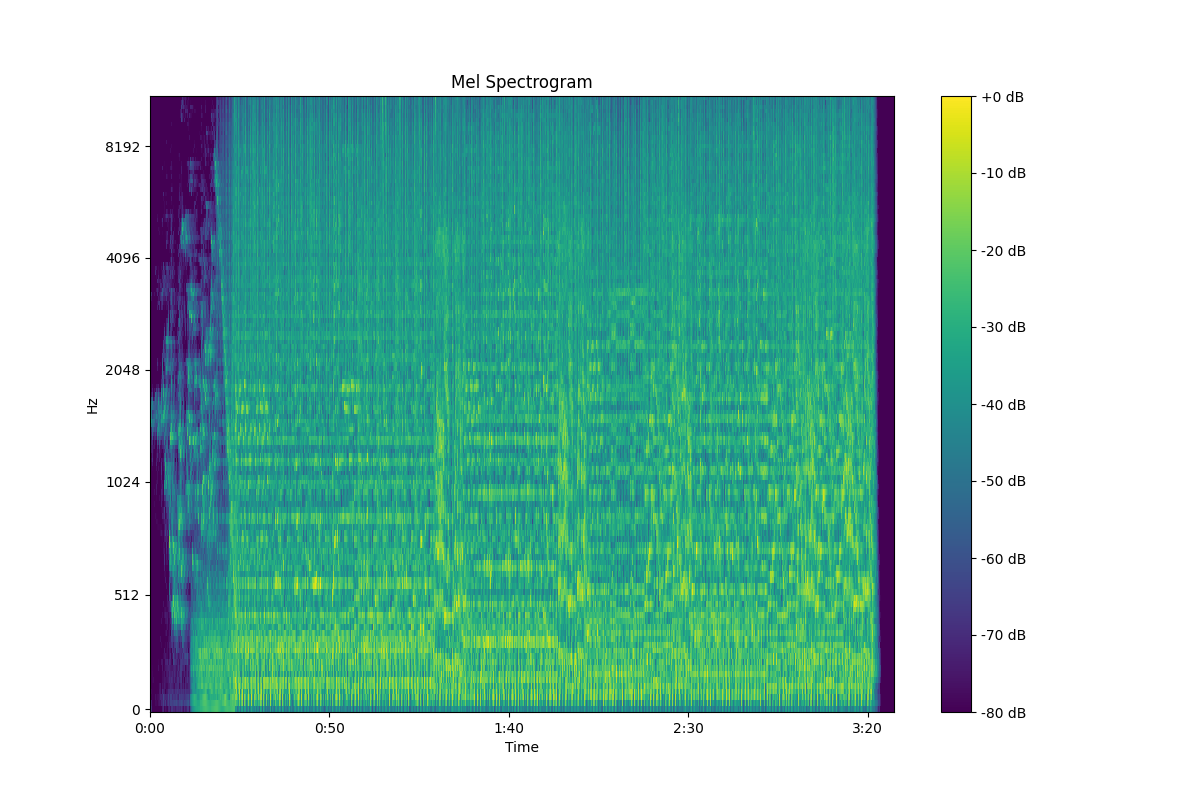 Mel Spectrogram
Hz
8192
4096
2048
1024
512
0
0:00
0:50
1:40
2:30
3:20
Time
+0 dB
-10 dB
-20 dB
-30 dB
-40 dB
-50 dB
-60 dB
-70 dB
-80 dB